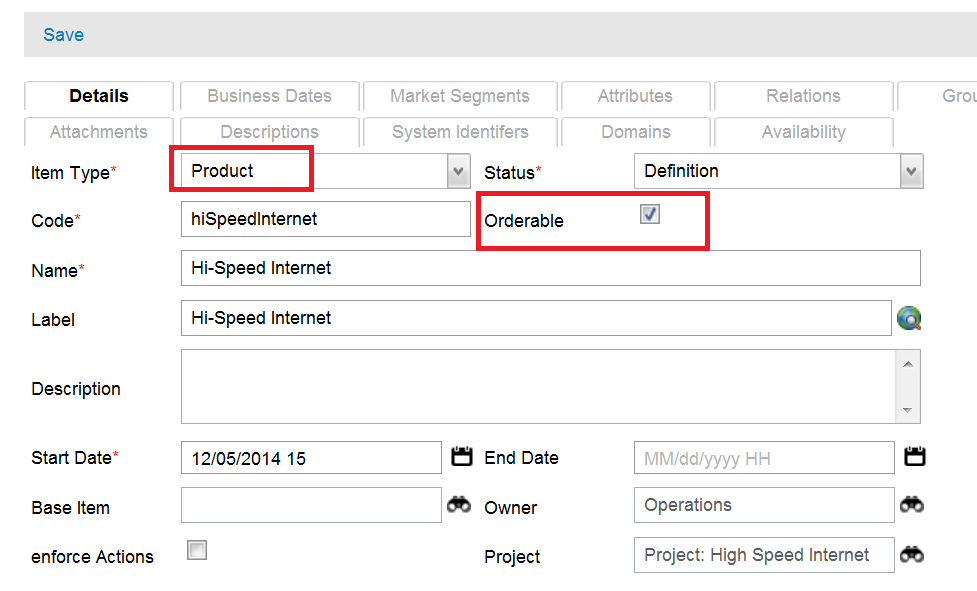 Save
Details Business Dates Market Segments Attributes Relations Grou
Attachments Descriptions System Identifers Domains Availability
Item Type* Product Status* Definition
Code* hiSpeedInternet Orderable
Name* Hi-Speed Internet
Label Hi-Speed Internet
Description
Start Date* 12/05/2014 15 End Date MM/dd/yyyy HH
Base Item Owner Operations
enforce Actions Project Project: High Speed Internet